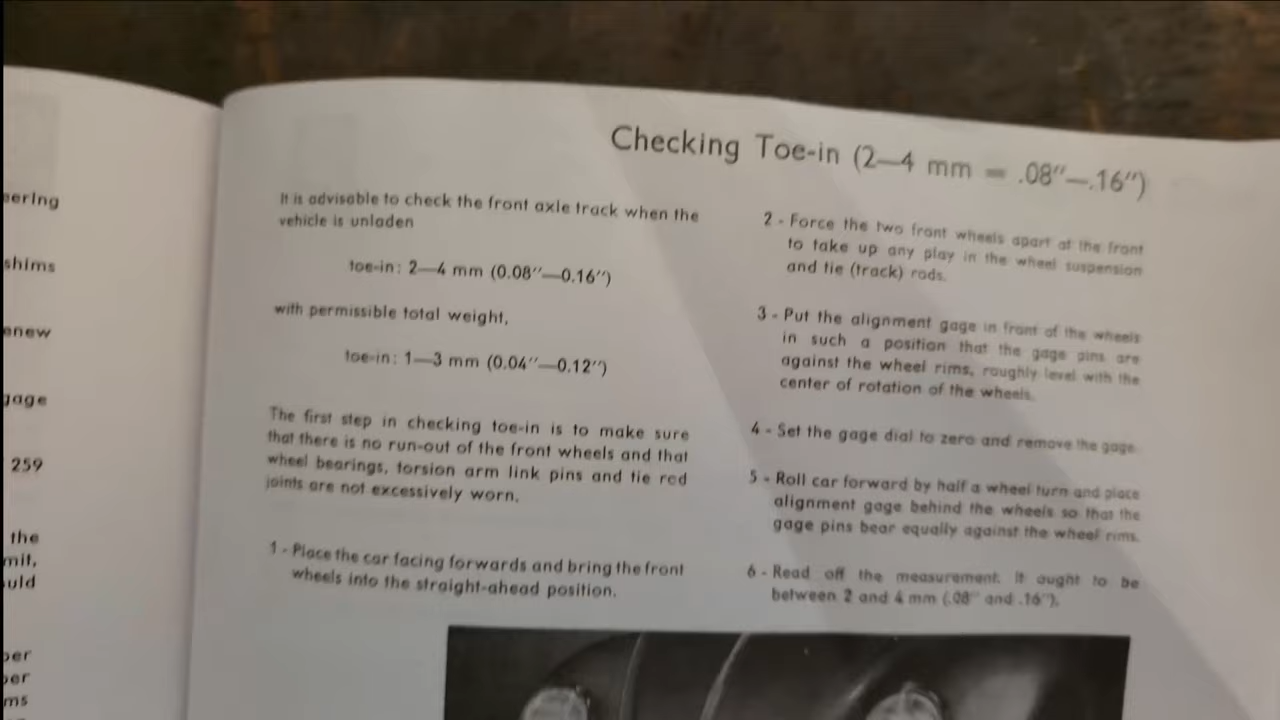 ering
shims
enew
gage
259
the
mit,
uld
per
per
ms
Checking Toe-in (2—4 mm = .08″—.16″)
It is advisable to check the front axle track when the
vehicle is unladen
toe-in: 2—4 mm (0.08″—0.16″)
with permissible total weight,
toe-in: 1—3 mm (0.04″—0.12″)
The first step in checking toe-in is to make sure
that there is no run-out of the front wheels and that
wheel bearings, torsion arm link pins and tie rod
joints are not excessively worn.
1 - Place the car facing forwards and bring the front
wheels into the straight-ahead position.
2 - Force the two front wheels apart at the front
to take up any play in the wheel suspension
and tie (track) rods.
3 - Put the alignment gage in front of the wheels
in such a position that the gage pins are
against the wheel rims, roughly level with the
center of rotation of the wheels.
4 - Set the gage dial to zero and remove the gage.
5 - Roll car forward by half a wheel turn and place
alignment gage behind the wheels so that the
gage pins bear equally against the wheel rims.
6 - Read off the measurement. It ought to be
between 2 and 4 mm (.08″ and .16″).